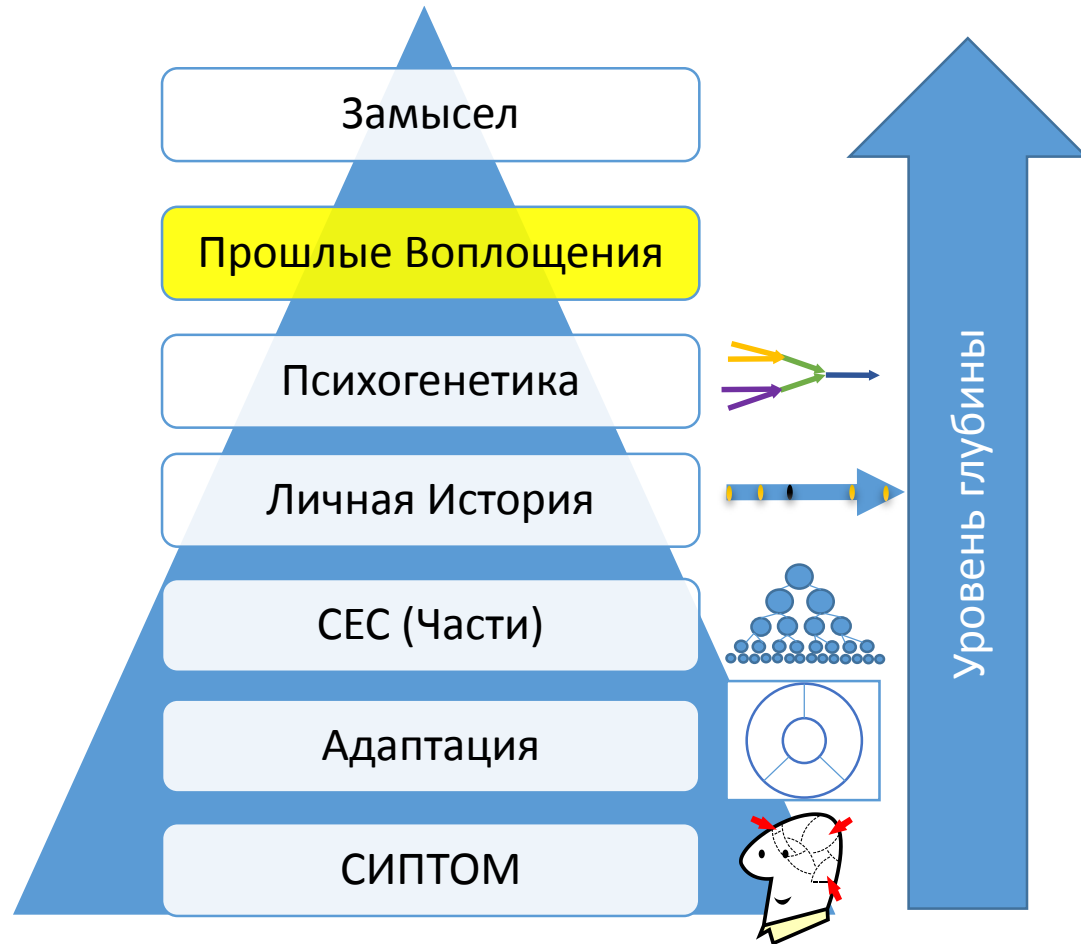 Замысел
Прошлые Воплощения
Психогенетика
Личная История
СЕС (Части)
Адаптация
СИПТОМ
Уровень глубины